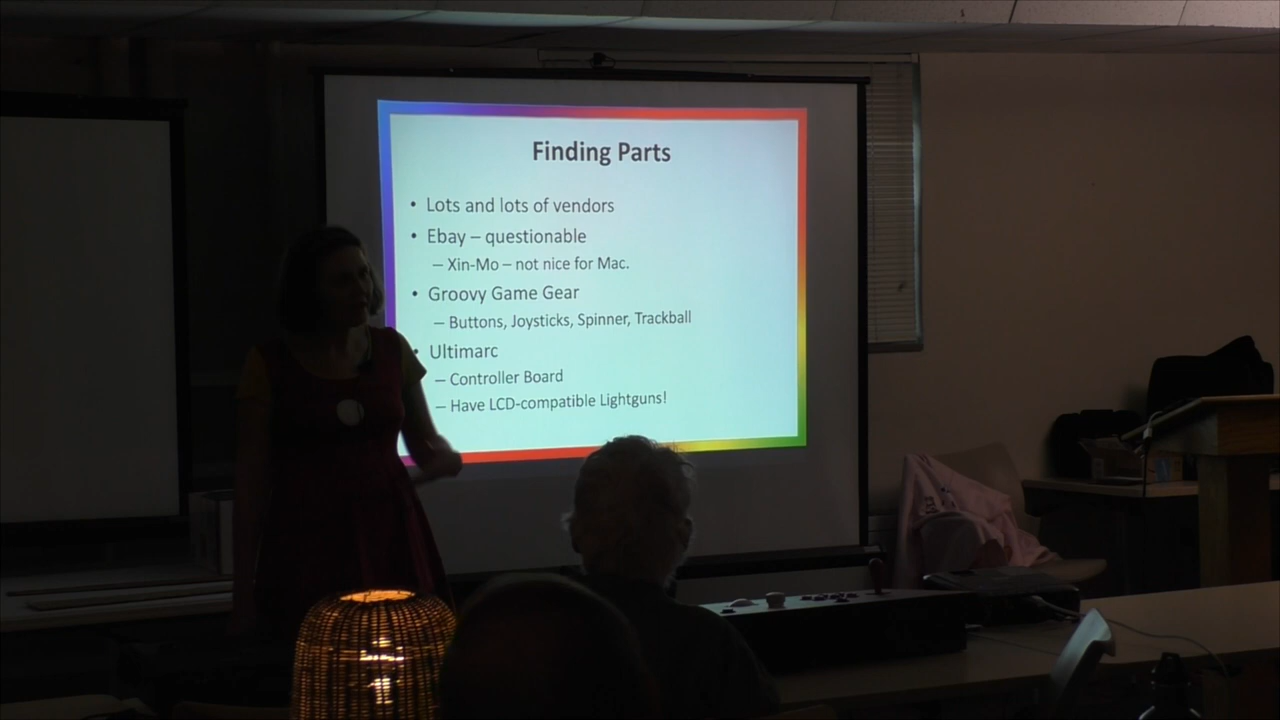 Finding Parts
• Lots and lots of vendors
• Ebay – questionable
– Xin-Mo – not nice for Mac.
• Groovy Game Gear
– Buttons, Joysticks, Spinner, Trackball
• Ultimarc
– Controller Board
– Have LCD-compatible Lightguns!